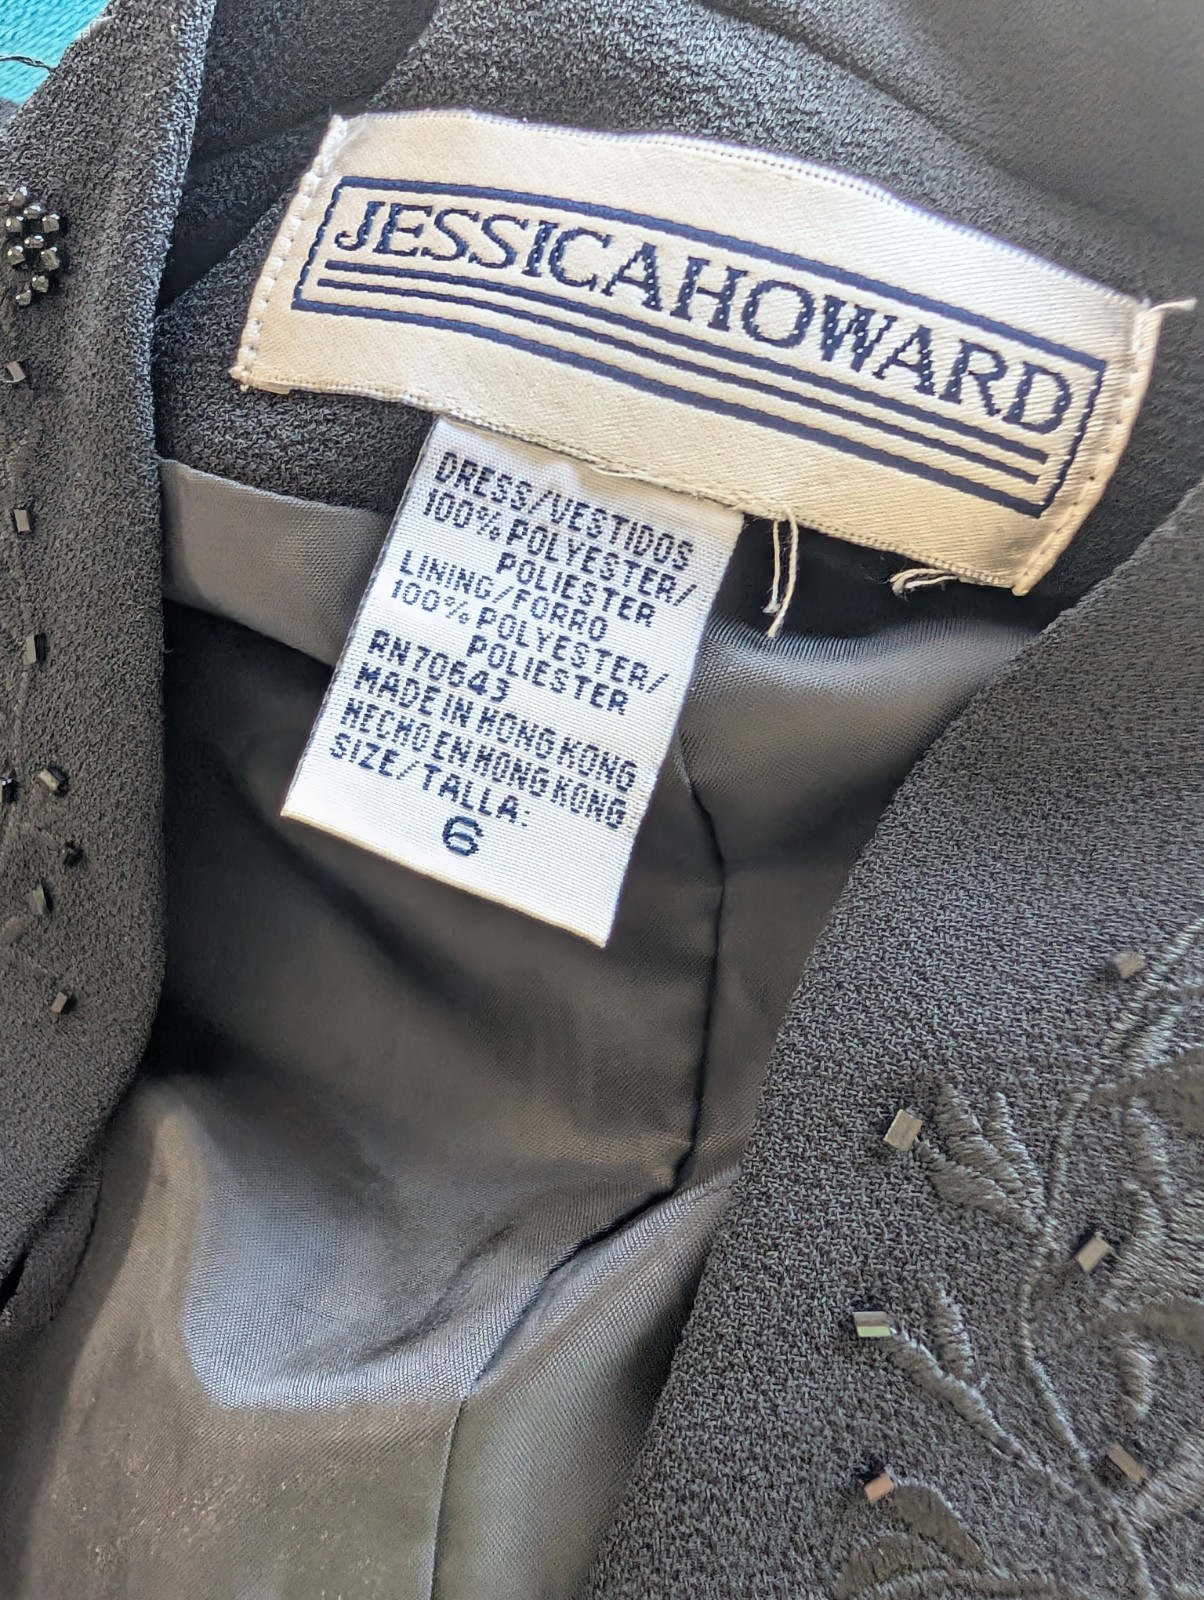 JESSICAHOWARD
DRESS/VESTIDOS
100% POLYESTER/
POLIESTER
LINING/FORRO
100% POLYESTER/
POLIESTER
RN70643
MADE IN HONG KONG
HECHO EN HONG KONG
SIZE/TALLA:
6